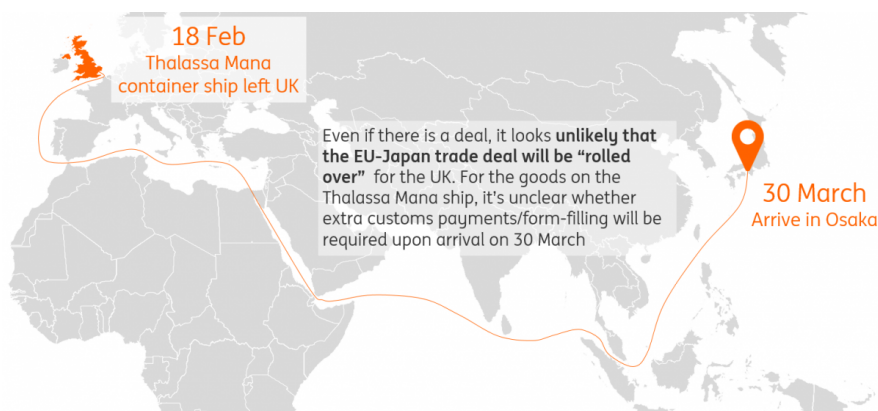 18 Feb
Thalassa Mana
container ship left UK
Even if there is a deal, it looks unlikely that
the EU-Japan trade deal will be “rolled
over”  for the UK. For the goods on the
Thalassa Mana ship, it’s unclear whether
extra customs payments/form-filling will be
required upon arrival on 30 March
30 March
Arrive in Osaka